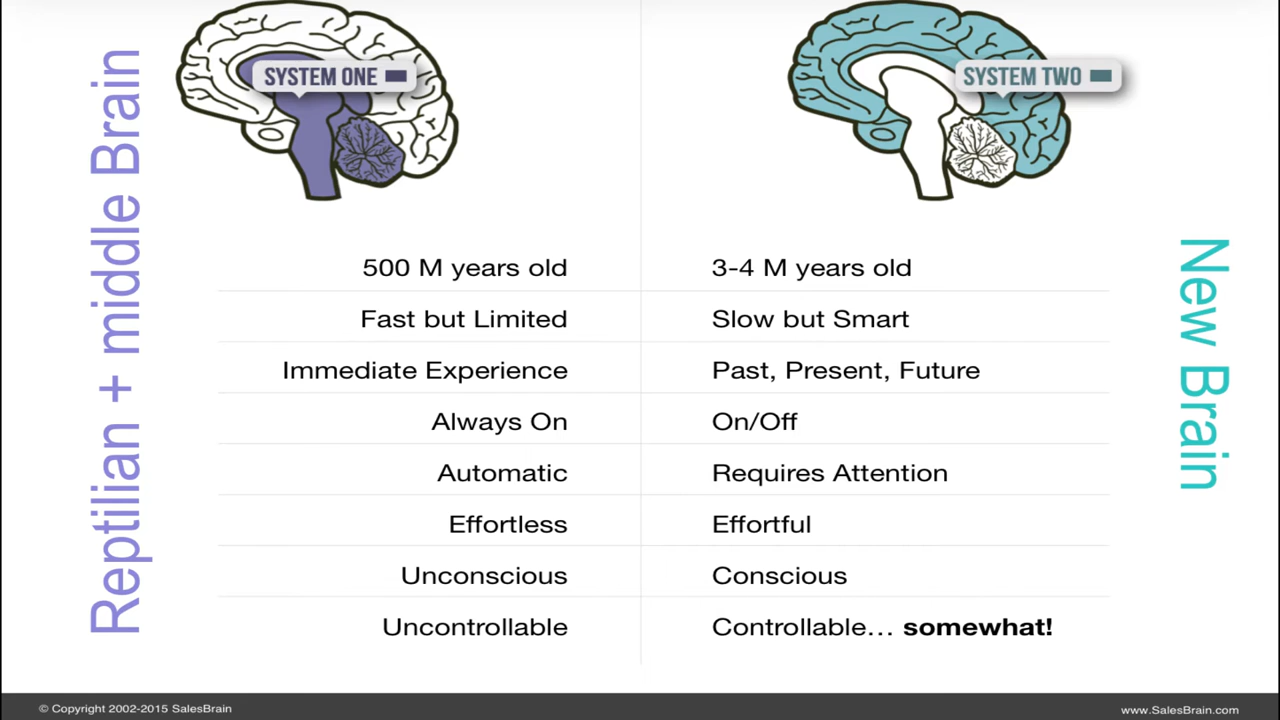 SYSTEM ONE
SYSTEM TWO
Reptilian + middle Brain
New Brain
500 M years old
3-4 M years old
Fast but Limited
Slow but Smart
Immediate Experience
Past, Present, Future
Always On
On/Off
Automatic
Requires Attention
Effortless
Effortful
Unconscious
Conscious
Uncontrollable
Controllable… somewhat!
© Copyright 2002-2015 SalesBrain
www.SalesBrain.com